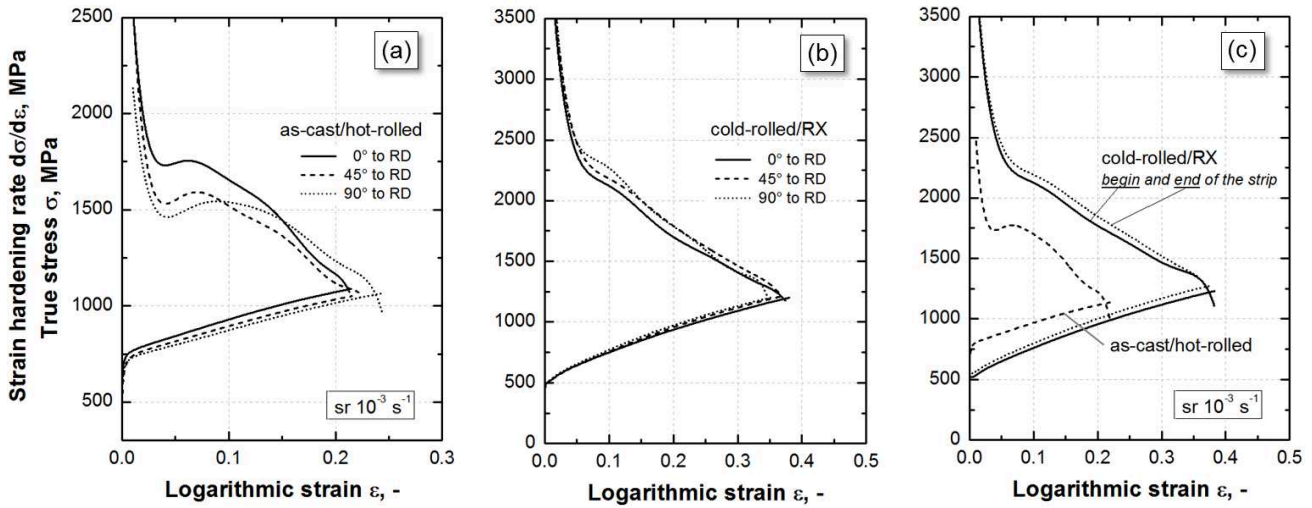 Strain hardening rate dσ/dε, MPa
True stress σ, MPa
(a)
2500
2000
1500
1000
500
as-cast/hot-rolled
0° to RD
45° to RD
90° to RD
sr 10⁻³ s⁻¹
0.0 0.1 0.2 0.3
Logarithmic strain ε, -
(b)
3500
3000
2500
2000
1500
1000
500
0
cold-rolled/RX
0° to RD
45° to RD
90° to RD
0.0 0.1 0.2 0.3 0.4 0.5
Logarithmic strain ε, -
(c)
3500
3000
2500
2000
1500
1000
500
0
cold-rolled/RX
begin and end of the strip
as-cast/hot-rolled
sr 10⁻³ s⁻¹
0.0 0.1 0.2 0.3 0.4 0.5
Logarithmic strain ε, -